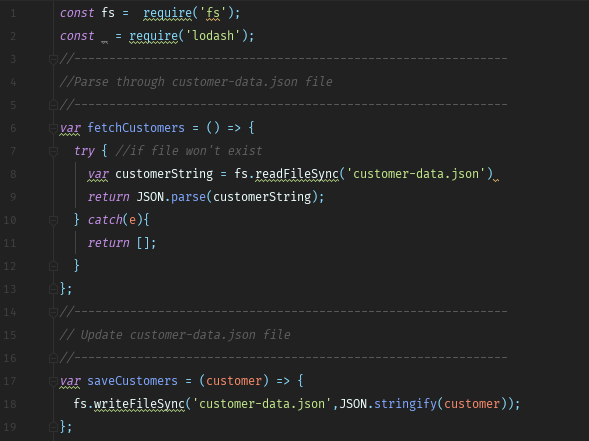 1 const fs =  require('fs');
2 const _ = require('lodash');
3 //--------------------------------------------------------------
4 //Parse through customer-data.json file
5 //--------------------------------------------------------------
6 var fetchCustomers = () => {
7   try { //if file won't exist
8     var customerString = fs.readFileSync('customer-data.json')
9     return JSON.parse(customerString);
10   } catch(e){
11     return [];
12   }
13 };
14 //--------------------------------------------------------------
15 // Update customer-data.json file
16 //--------------------------------------------------------------
17 var saveCustomers = (customer) => {
18   fs.writeFileSync('customer-data.json',JSON.stringify(customer));
19 };